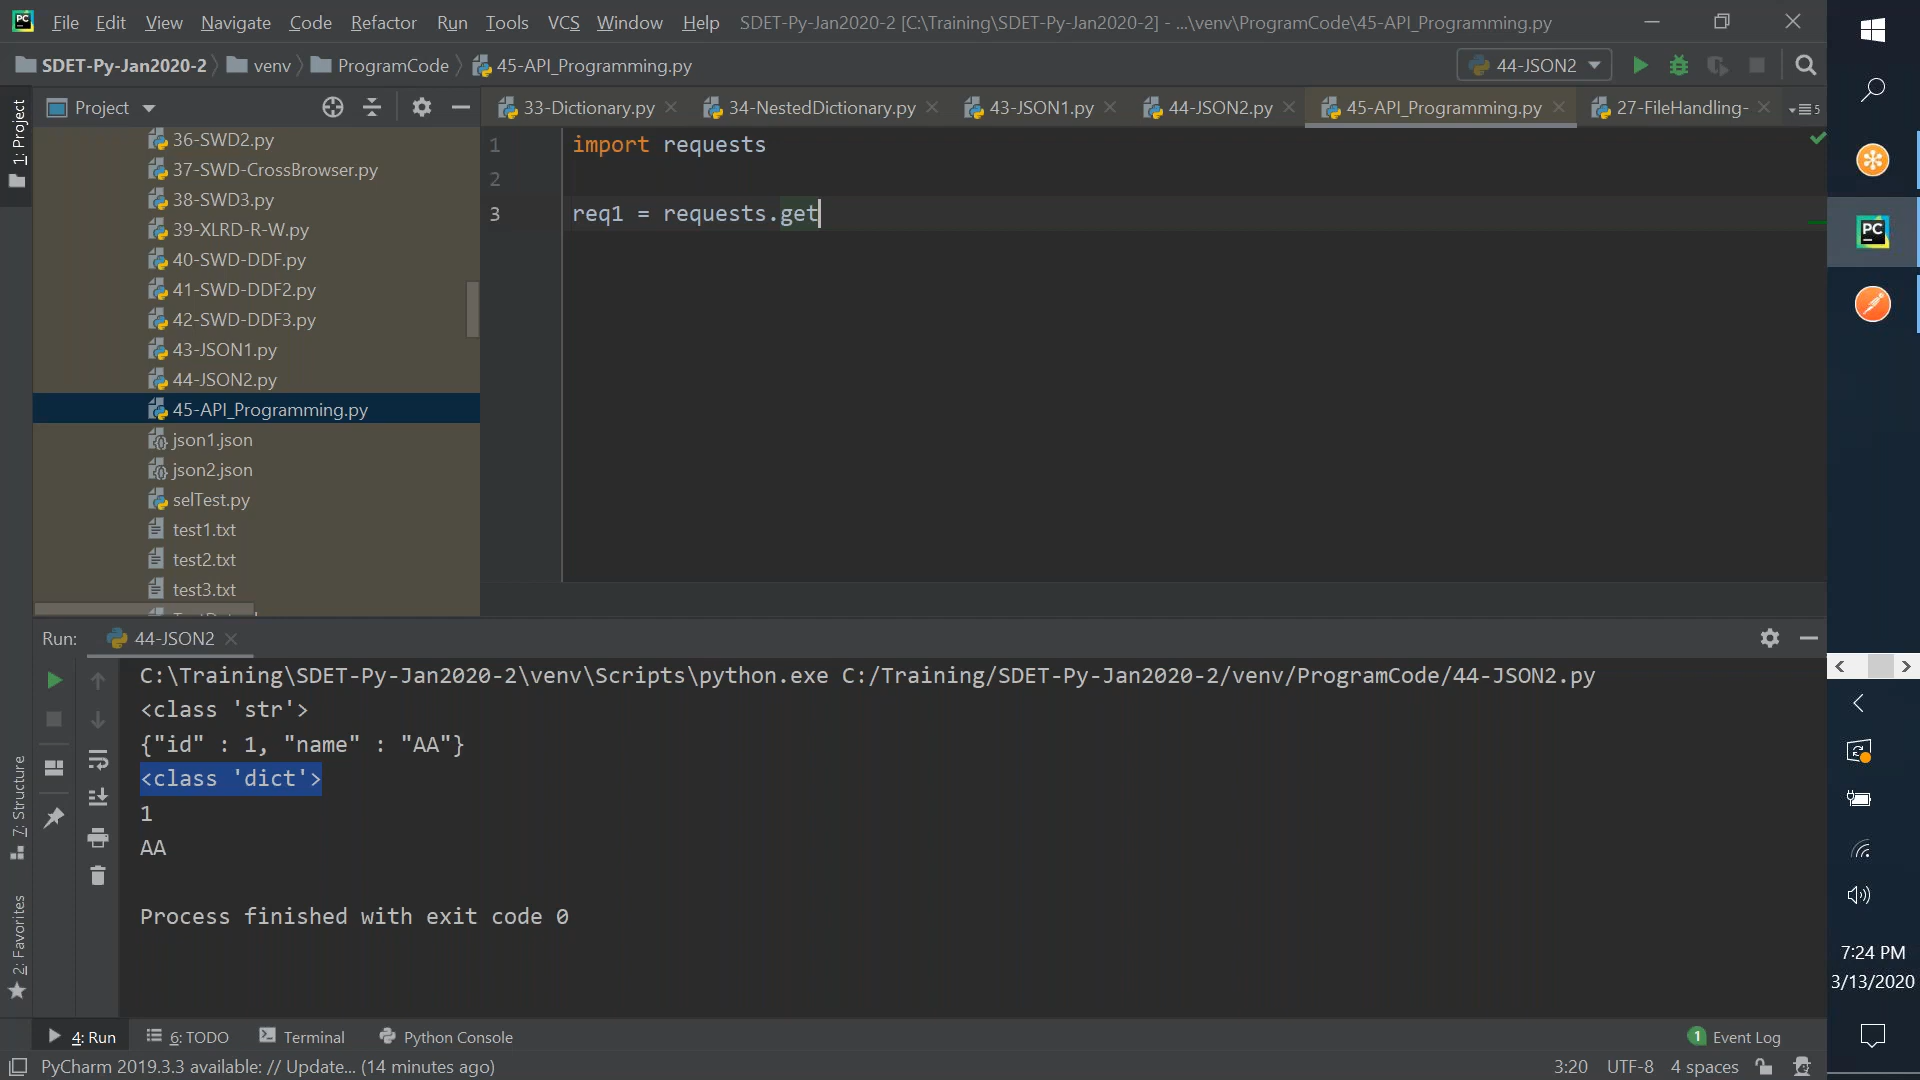 File Edit View Navigate Code Refactor Run Tools VCS Window Help SDET-Py-Jan2020-2 [C:\Training\SDET-Py-Jan2020-2] - ...\venv\ProgramCode\45-API_Programming.py
SDET-Py-Jan2020-2 venv ProgramCode 45-API_Programming.py 44-JSON2
Project 33-Dictionary.py 34-NestedDictionary.py 43-JSON1.py 44-JSON2.py 45-API_Programming.py 27-FileHandling- 5
1: Project
36-SWD2.py
37-SWD-CrossBrowser.py
38-SWD3.py
39-XLRD-R-W.py
40-SWD-DDF.py
41-SWD-DDF2.py
42-SWD-DDF3.py
43-JSON1.py
44-JSON2.py
45-API_Programming.py
json1.json
json2.json
selTest.py
test1.txt
test2.txt
test3.txt
1 import requests
2
3 req1 = requests.get
Run: 44-JSON2
C:\Training\SDET-Py-Jan2020-2\venv\Scripts\python.exe C:/Training/SDET-Py-Jan2020-2/venv/ProgramCode/44-JSON2.py
<class 'str'>
{"id" : 1, "name" : "AA"}
<class 'dict'>
1
AA
Process finished with exit code 0
7: Structure
2: Favorites
4: Run 6: TODO Terminal Python Console 1 Event Log
PyCharm 2019.3.3 available: // Update... (14 minutes ago) 3:20 UTF-8 4 spaces
PC
7:24 PM
3/13/2020